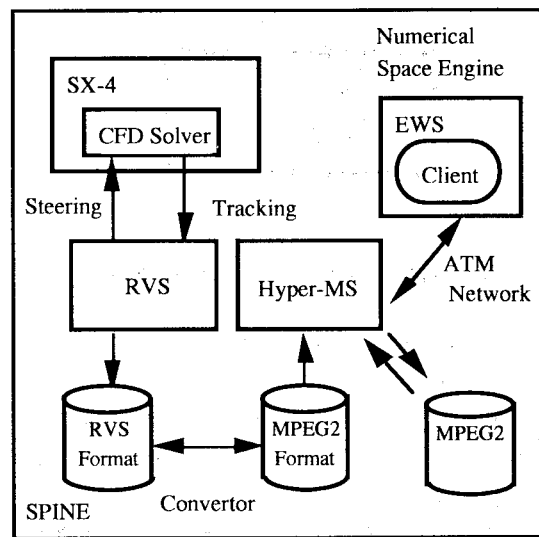 Numerical
Space Engine
SX-4
CFD Solver
EWS
Client
Steering
Tracking
RVS
Hyper-MS
ATM
Network
RVS
Format
MPEG2
Format
MPEG2
Convertor
SPINE